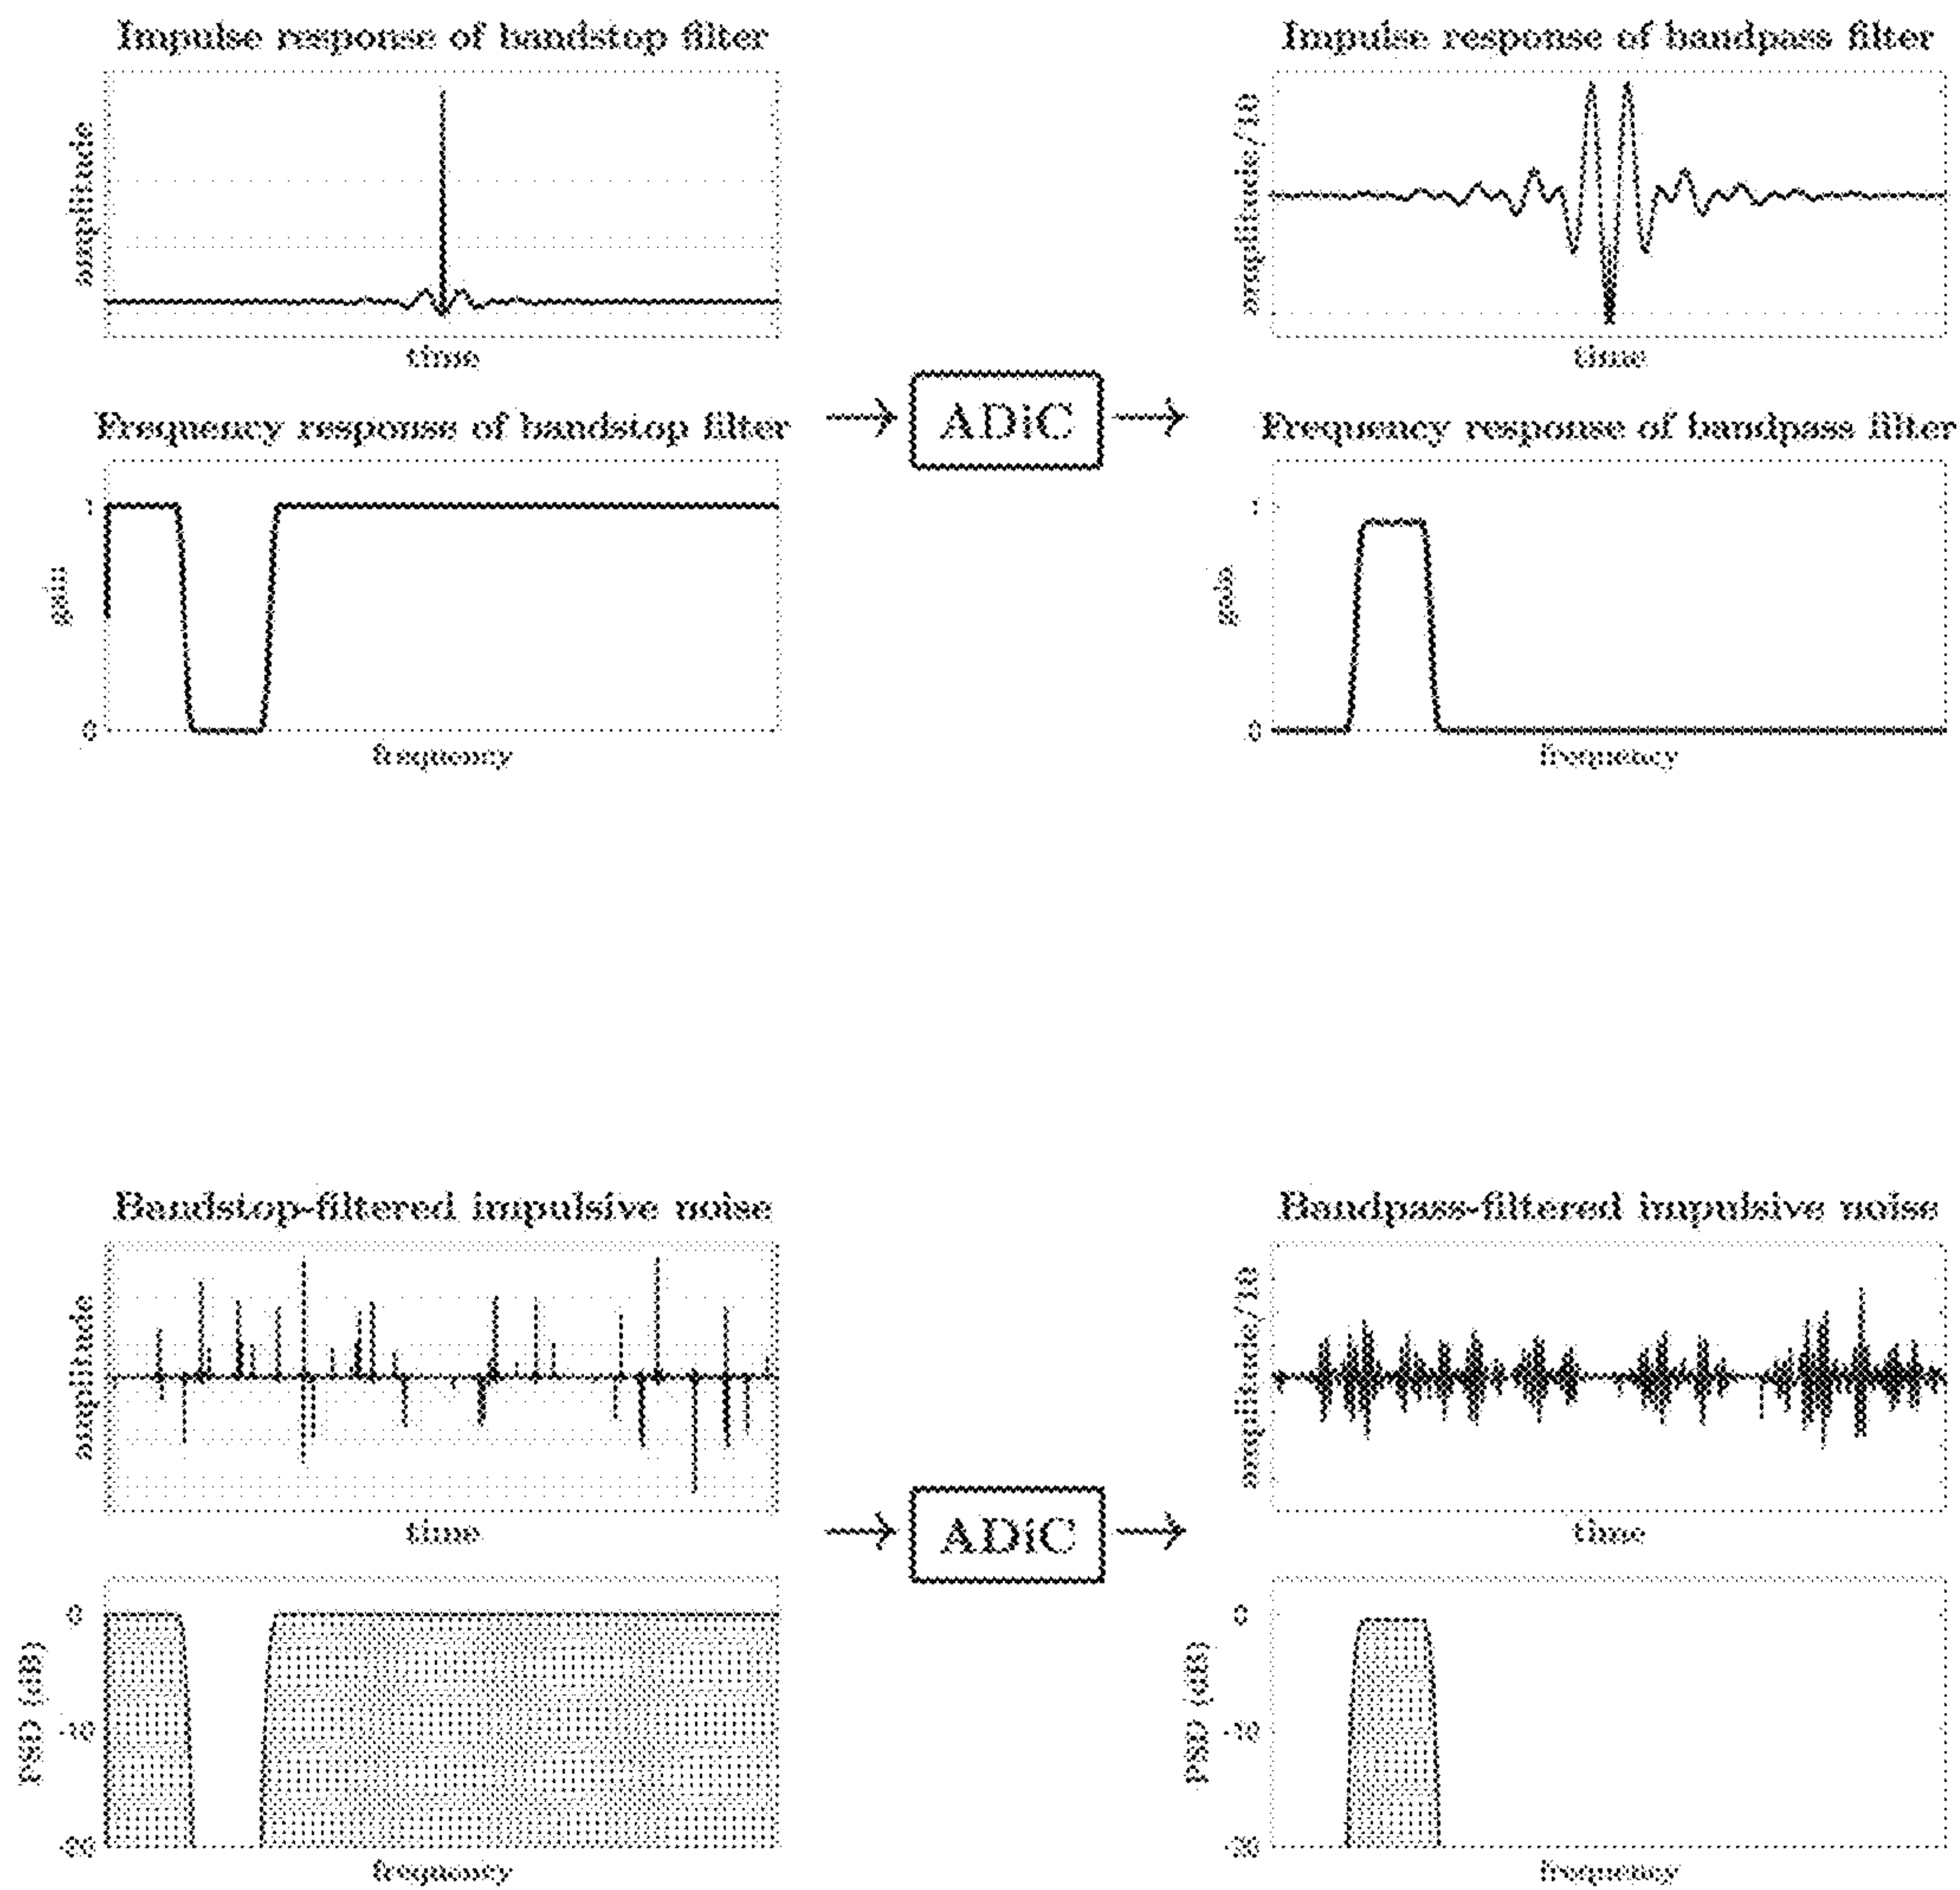 Impulse response of bandstop filter
amplitude
time
Impulse response of bandpass filter
amplitude/10
time
Frequency response of bandstop filter
1
gain
0
frequency
ADiC
Frequency response of bandpass filter
1
gain
0
frequency
Bandstop-filtered impulsive noise
amplitude
time
Bandpass-filtered impulsive noise
amplitude/10
time
ADiC
0
PSD (dB)
-10
frequency
0
PSD (dB)
-10
frequency